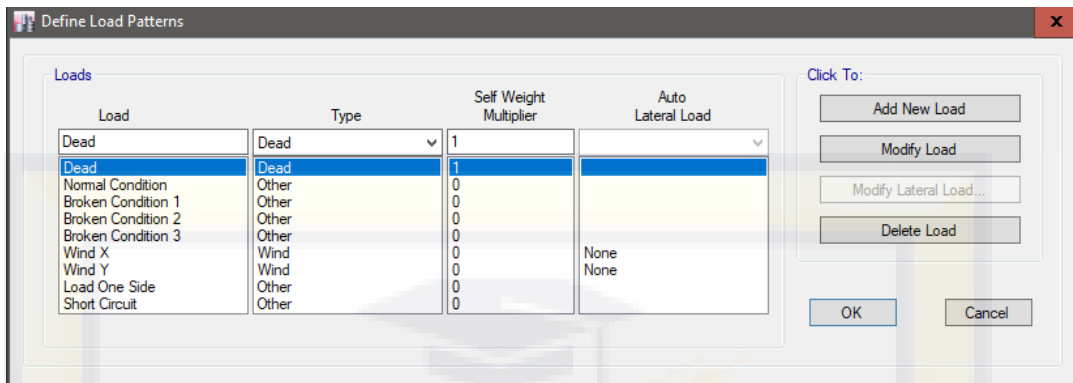 Define Load Patterns
x
Loads
Click To:
Load Type Self Weight Multiplier Auto Lateral Load
Dead Dead 1
Dead Dead 1
Normal Condition Other 0
Broken Condition 1 Other 0
Broken Condition 2 Other 0
Broken Condition 3 Other 0
Wind X Wind 0 None
Wind Y Wind 0 None
Load One Side Other 0
Short Circuit Other 0
Add New Load
Modify Load
Modify Lateral Load...
Delete Load
OK Cancel